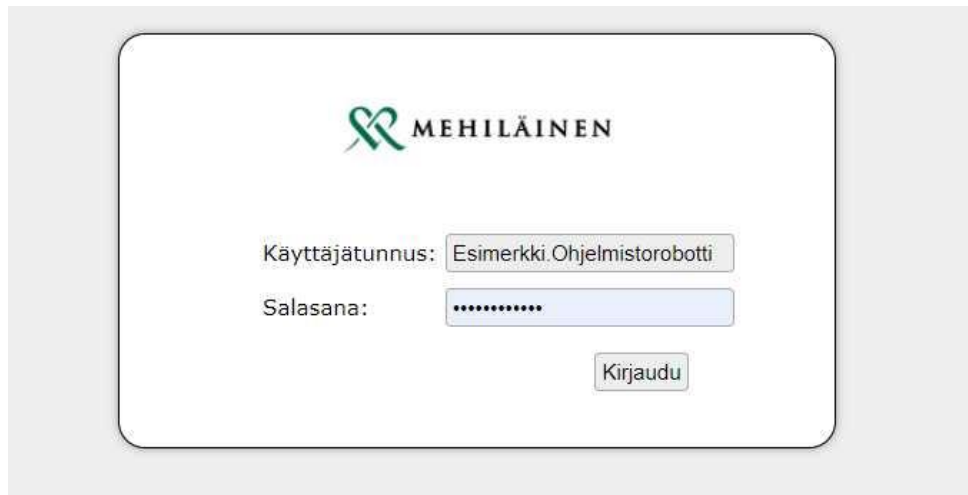 MEHILÄINEN
Käyttäjätunnus: Esimerkki.Ohjelmistorobotti
Salasana: ••••••••••••
Kirjaudu